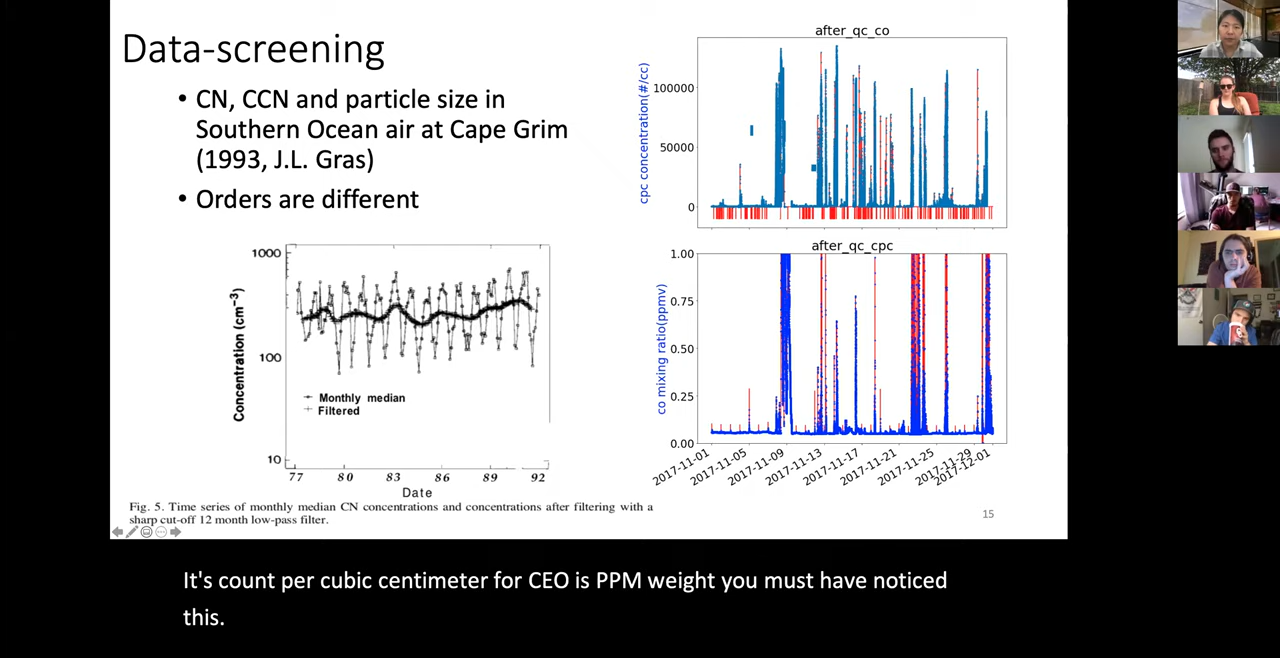 Data-screening
• CN, CCN and particle size in
Southern Ocean air at Cape Grim
(1993, J.L. Gras)
• Orders are different
1000
100
10
Concentration (cm⁻³)
Monthly median
Filtered
77 80 83 86 89 92
Date
Fig. 5. Time series of monthly median CN concentrations and concentrations after filtering with a
sharp cut-off 12 month low-pass filter.
after_qc_co
cpc concentration(#/cc)
100000
50000
0
after_qc_cpc
co mixing ratio(ppmv)
1.00
0.75
0.50
0.25
0.00
2017-11-01 2017-11-05 2017-11-09 2017-11-13 2017-11-17 2017-11-21 2017-11-25 2017-11-29 2017-12-01
15
It's count per cubic centimeter for CEO is PPM weight you must have noticed
this.